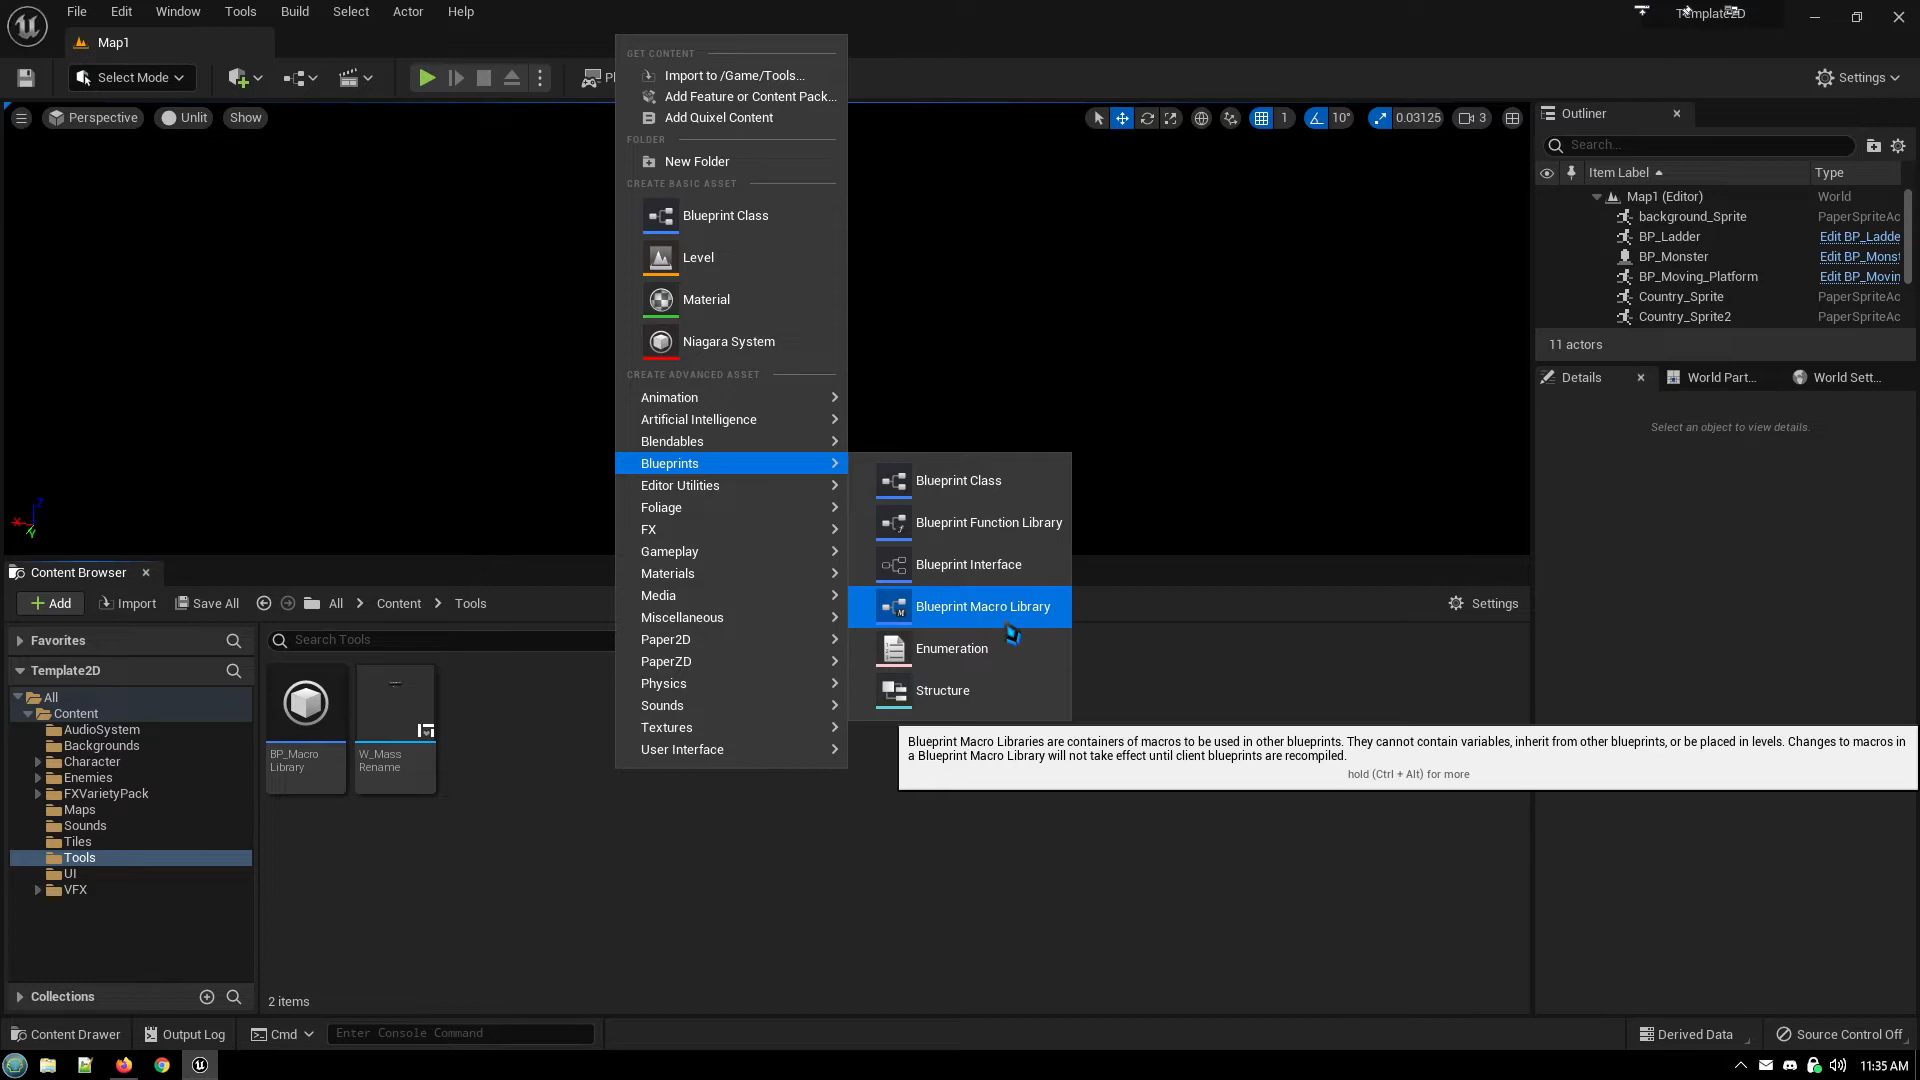 File Edit Window Tools Build Select Actor Help
Template2D
Map1
Select Mode
Settings
Perspective Unlit Show
1 10° 0.03125 3
GET CONTENT
Import to /Game/Tools...
Add Feature or Content Pack...
Add Quixel Content
FOLDER
New Folder
CREATE BASIC ASSET
Blueprint Class
Level
Material
Niagara System
CREATE ADVANCED ASSET
Animation
Artificial Intelligence
Blendables
Blueprints
Editor Utilities
Foliage
FX
Gameplay
Materials
Media
Miscellaneous
Paper2D
PaperZD
Physics
Sounds
Textures
User Interface
Blueprint Class
Blueprint Function Library
Blueprint Interface
Blueprint Macro Library
Enumeration
Structure
Blueprint Macro Libraries are containers of macros to be used in other blueprints. They cannot contain variables, inherit from other blueprints, or be placed in levels. Changes to macros in
a Blueprint Macro Library will not take effect until client blueprints are recompiled.
hold (Ctrl + Alt) for more
Outliner
Search...
Item Label Type
Map1 (Editor) World
background_Sprite PaperSpriteAc
BP_Ladder Edit BP_Ladde
BP_Monster Edit BP_Monst
BP_Moving_Platform Edit BP_Movin
Country_Sprite PaperSpriteAc
Country_Sprite2 PaperSpriteAc
11 actors
Details World Part... World Sett...
Select an object to view details.
Content Browser
Add Import Save All All Content Tools
Settings
Favorites
Search Tools
Template2D
All
Content
AudioSystem
Backgrounds
Character
Enemies
FXVarietyPack
Maps
Sounds
Tiles
Tools
UI
VFX
BP_Macro
Library
W_Mass
Rename
Collections
2 items
Content Drawer Output Log Cmd Enter Console Command
Derived Data Source Control Off
11:35 AM